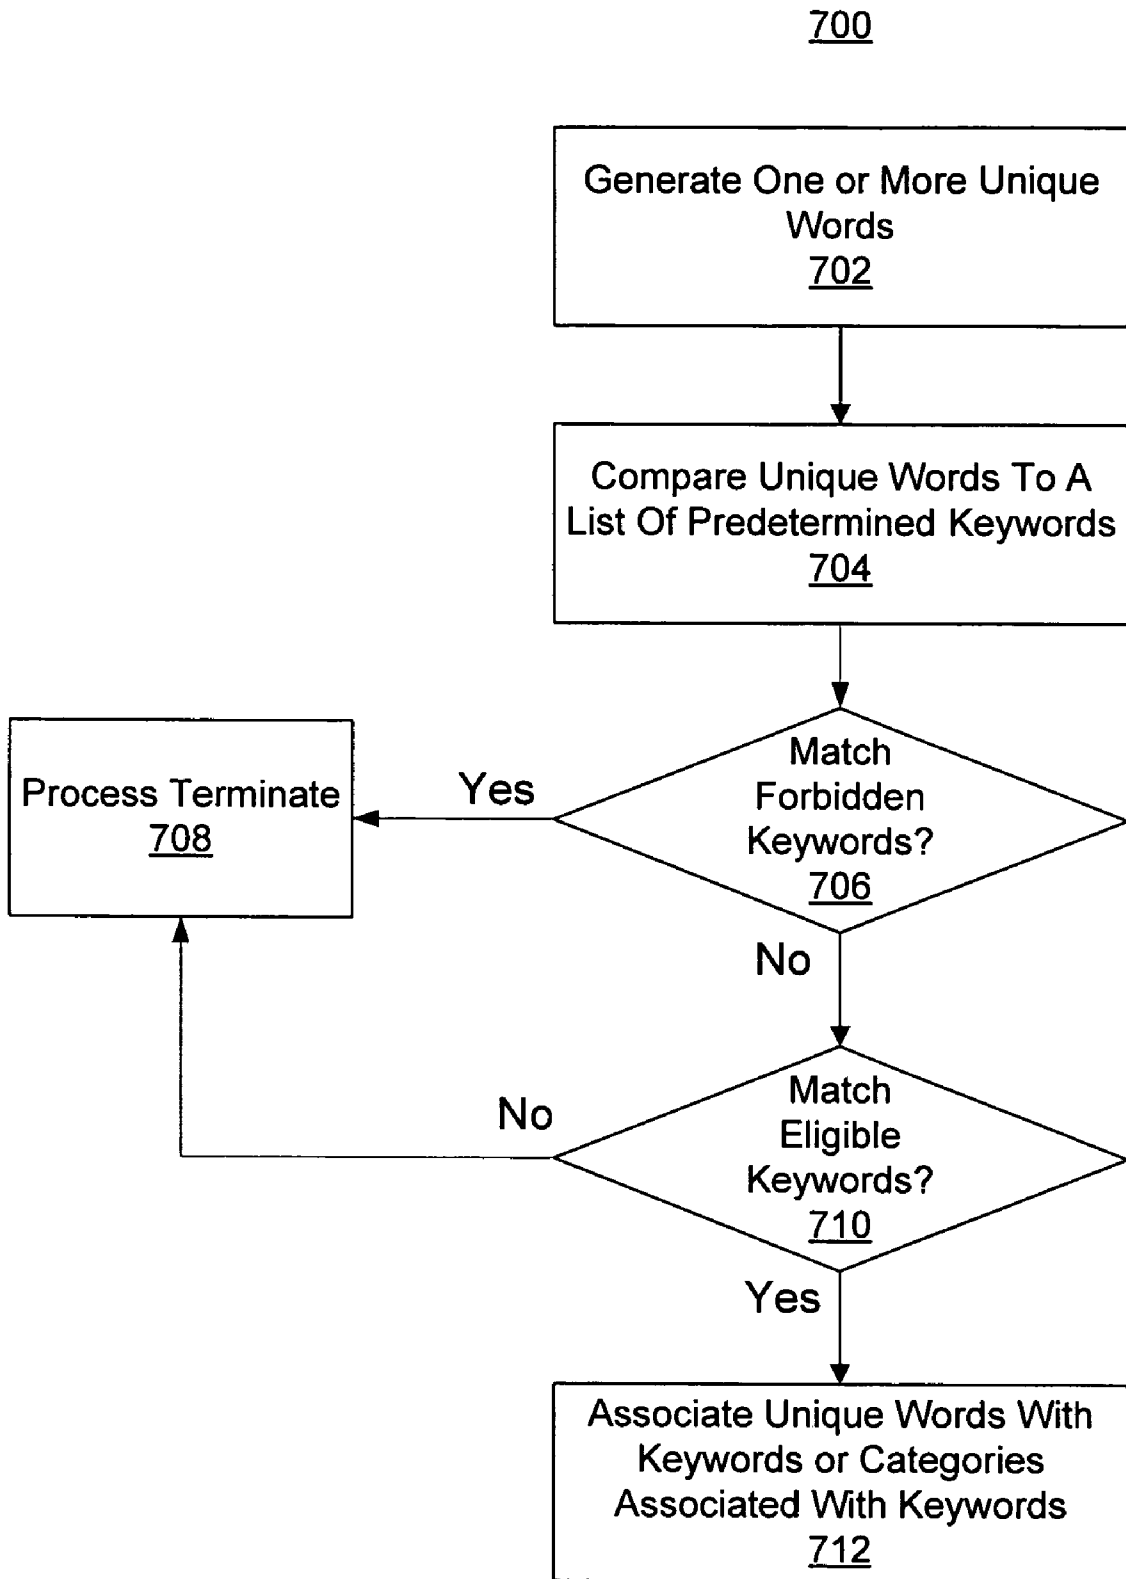 700
Generate One or More Unique
Words
702
Compare Unique Words To A
List Of Predetermined Keywords
704
Match
Forbidden
Keywords?
706
Yes
Process Terminate
708
No
Match
Eligible
Keywords?
710
No
Yes
Associate Unique Words With
Keywords or Categories
Associated With Keywords
712